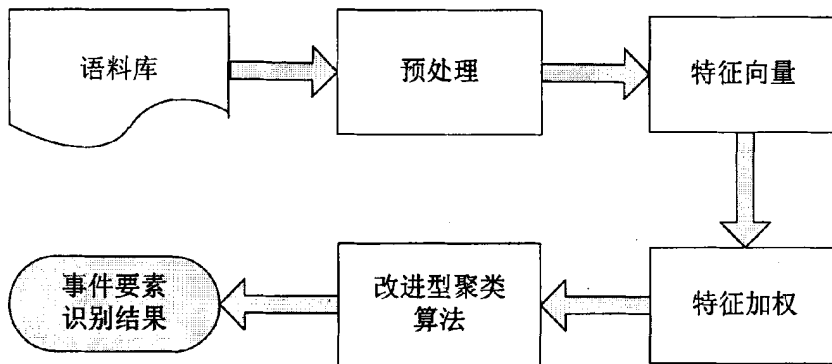 语料库
预处理
特征向量
特征加权
改进型聚类
算法
事件要素
识别结果